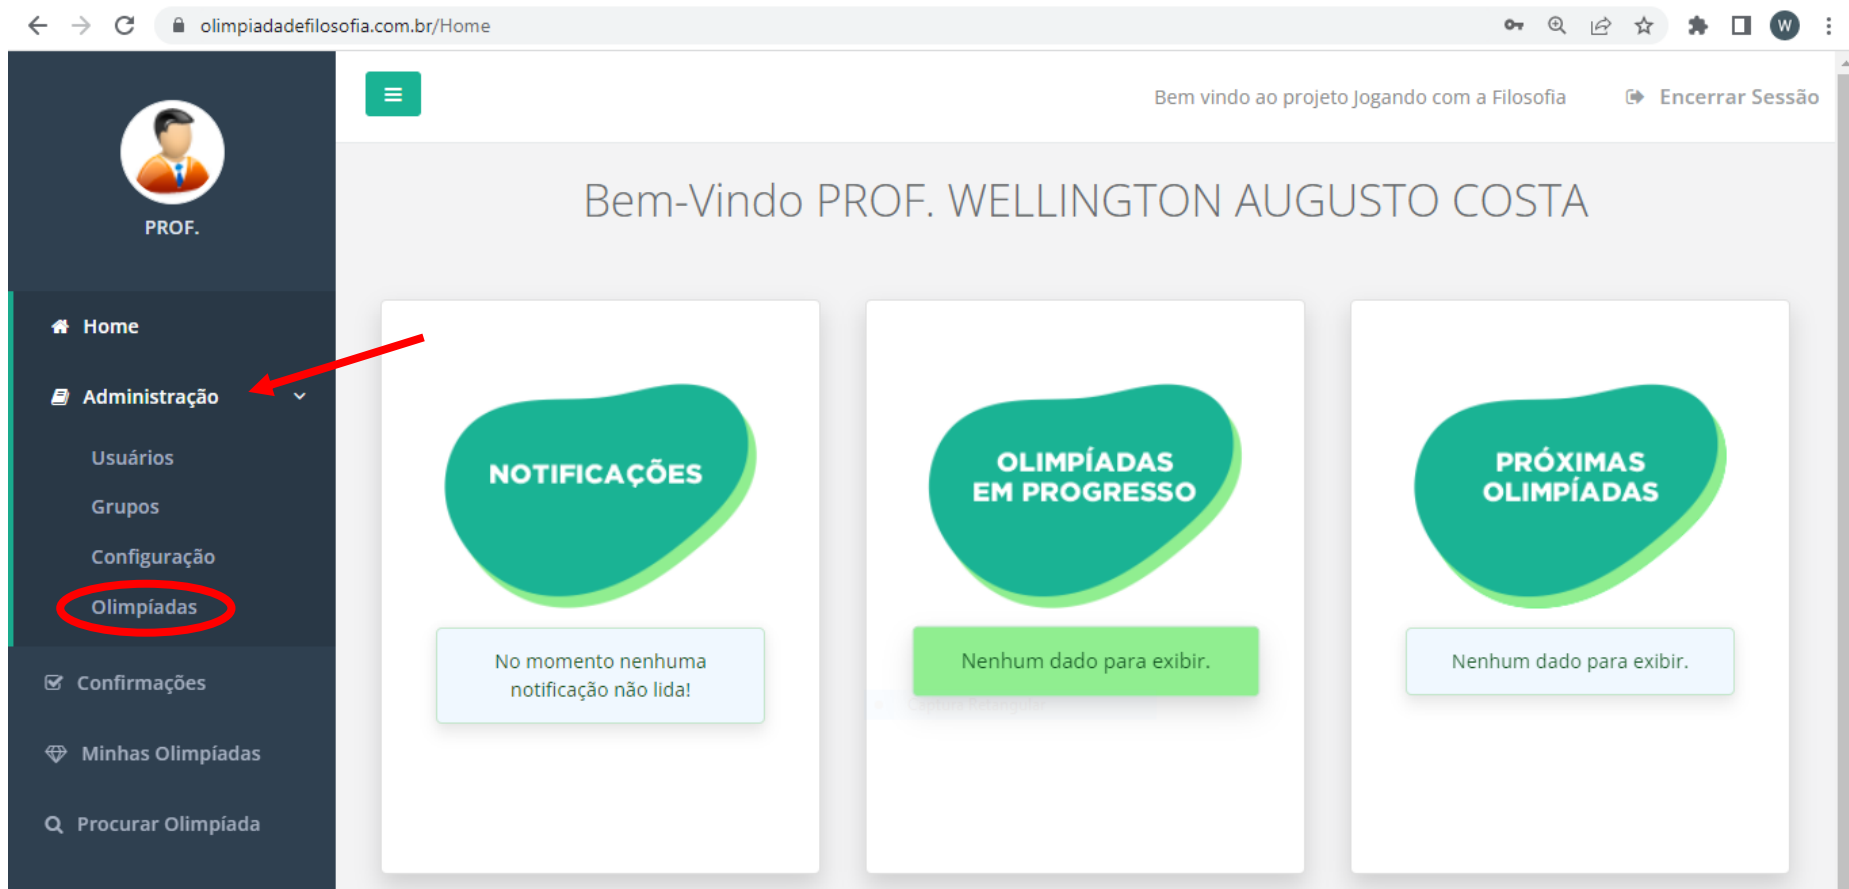 olimpiadadefilosofia.com.br/Home
W
Bem vindo ao projeto Jogando com a Filosofia
Encerrar Sessão
PROF.
Bem-Vindo PROF. WELLINGTON AUGUSTO COSTA
Home
Administração
Usuários
Grupos
Configuração
Olimpíadas
Confirmações
Minhas Olimpíadas
Procurar Olimpíada
NOTIFICAÇÕES
No momento nenhuma
notificação não lida!
OLIMPÍADAS
EM PROGRESSO
Nenhum dado para exibir.
Captura Retangular
PRÓXIMAS
OLIMPÍADAS
Nenhum dado para exibir.